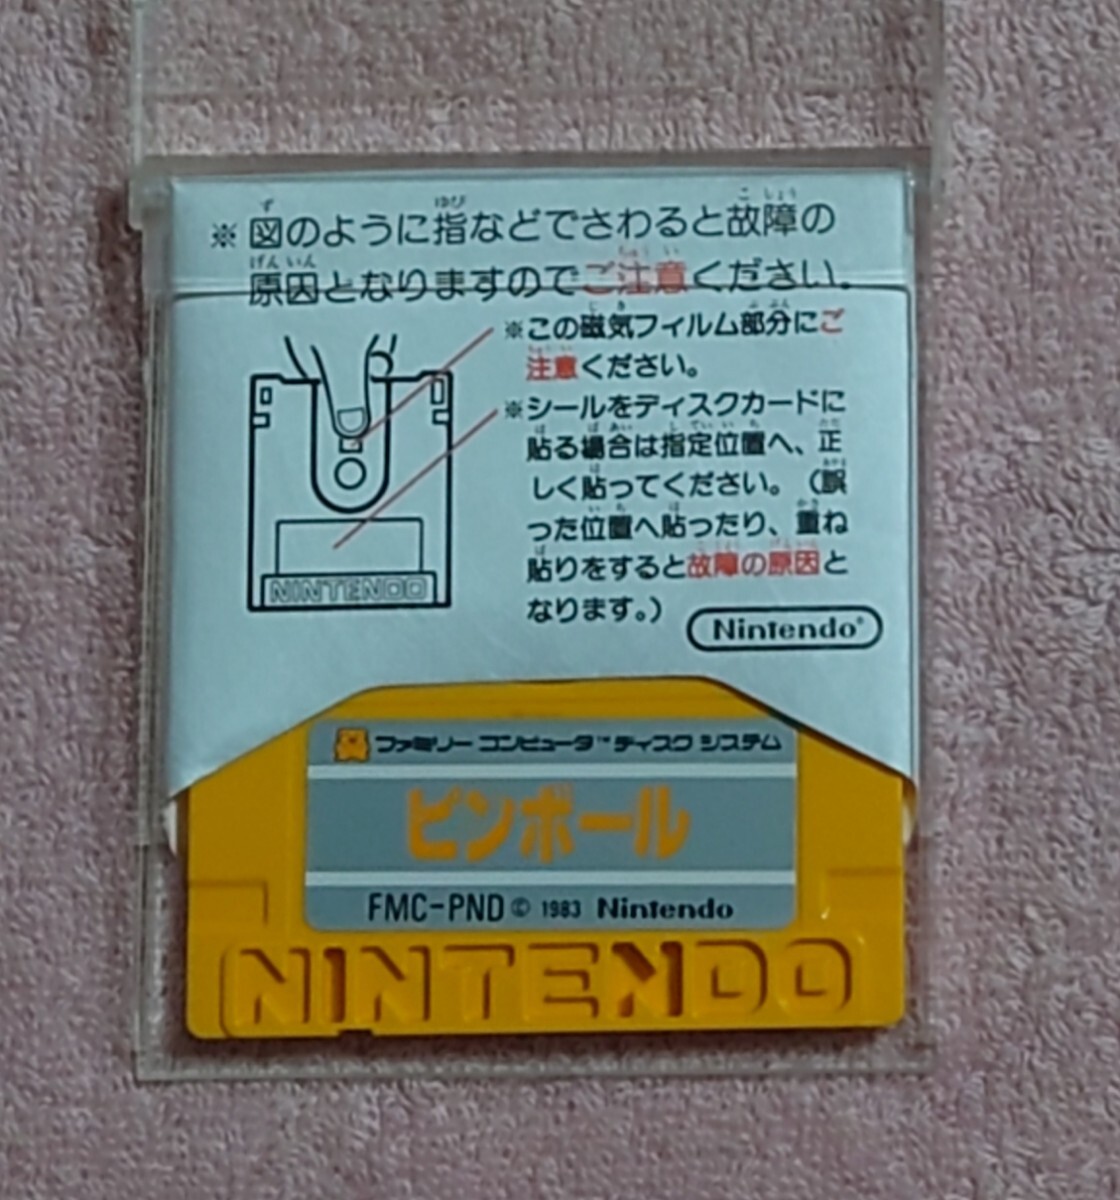 ※ 図のように指などでさわると故障の
原因となりますのでご注意ください.
※この磁気フィルム部分にご
注意ください。
※シールをディスクカードに
貼る場合は指定位置へ、正
しく貼ってください。(誤
った位置へ貼ったり、重ね
貼りをすると故障の原因と
なります。)
NINTENDO
Nintendo®
ファミリー コンピュータ™ ディスク システム
ピンボール
FMC-PND © 1983 Nintendo
NINTENDO